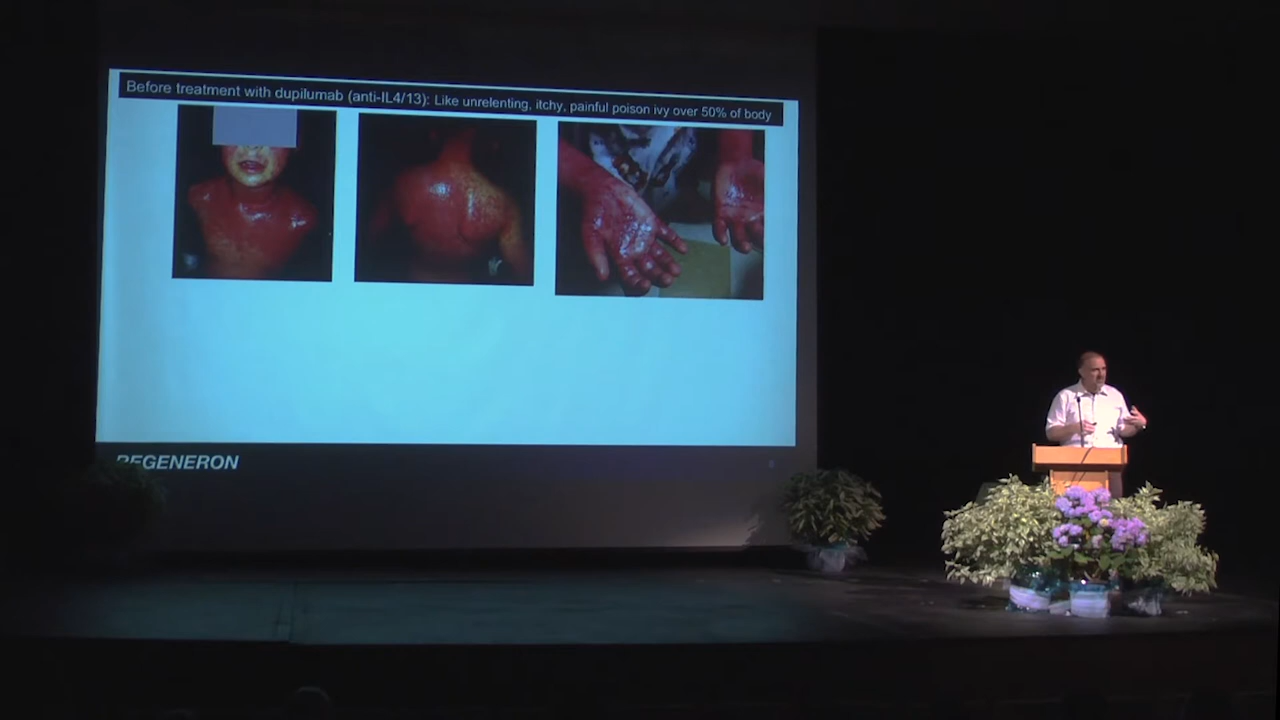 Before treatment with dupilumab (anti-IL4/13): Like unrelenting, itchy, painful poison ivy over 50% of body
REGENERON